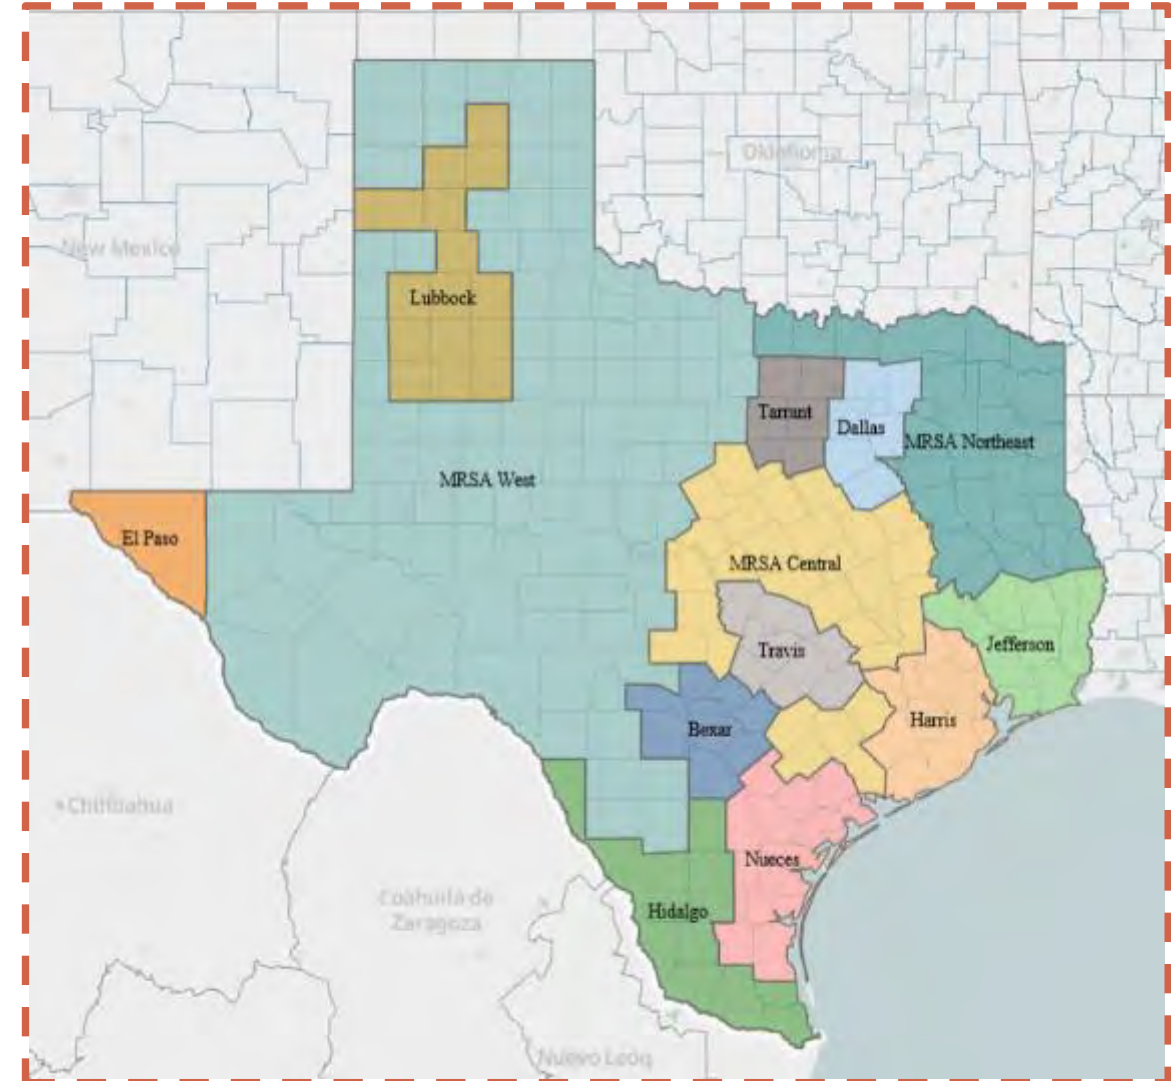 Oklahoma
New Mexico
Lubbock
Tarrant
Dallas
MRSA Northeast
MRSA West
El Paso
MRSA Central
Travis
Jefferson
Bexar
Harris
Chihuahua
Nueces
Coahuila de
Zaragoza
Hidalgo
Nuevo León